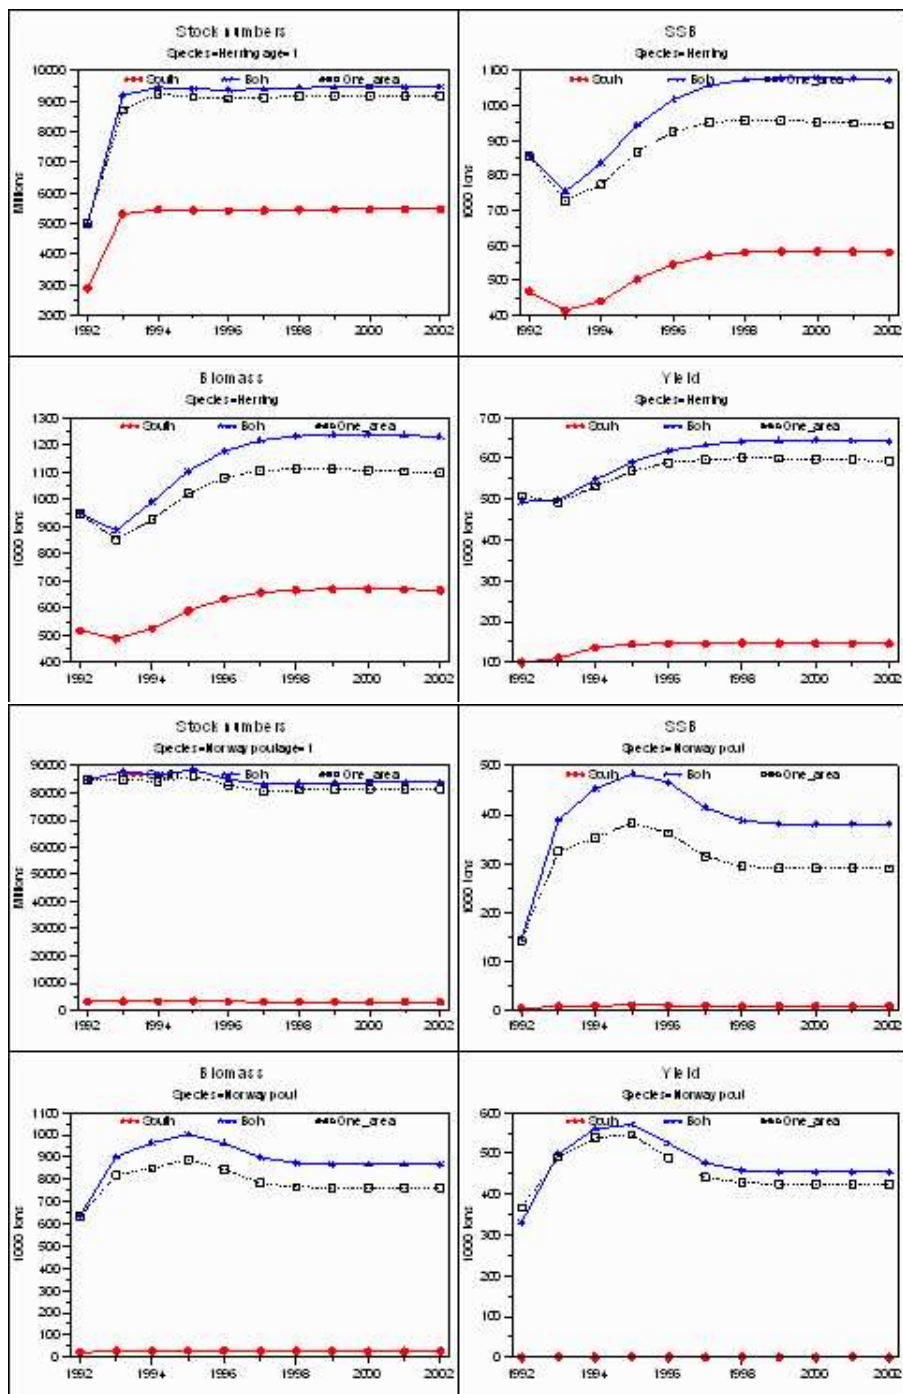 Stock numbers
Species=Herring age=1
South Both One_area
10000
9000
8000
7000
6000
5000
4000
3000
2000
Millions
1992 1994 1996 1998 2000 2002
SSB
Species=Herring
South Both One_area
1100
1000
900
800
700
600
500
400
1000 tons
1992 1994 1996 1998 2000 2002
Biomass
Species=Herring
South Both One_area
1300
1200
1100
1000
900
800
700
600
500
400
1000 tons
1992 1994 1996 1998 2000 2002
Yield
Species=Herring
South Both One_area
700
600
500
400
300
200
100
1000 tons
1992 1994 1996 1998 2000 2002
Stock numbers
Species=Norway poutage=1
Both One_area
90000
80000
70000
60000
50000
40000
30000
20000
10000
0
Millions
1992 1994 1996 1998 2000 2002
SSB
Species=Norway pout
South Both One_area
500
400
300
200
100
0
1000 tons
1992 1994 1996 1998 2000 2002
Biomass
Species=Norway pout
South Both One_area
1100
1000
900
800
700
600
500
400
300
200
100
0
1000 tons
1992 1994 1996 1998 2000 2002
Yield
Species=Norway pout
South Both One_area
600
500
400
300
200
100
0
1000 tons
1992 1994 1996 1998 2000 2002